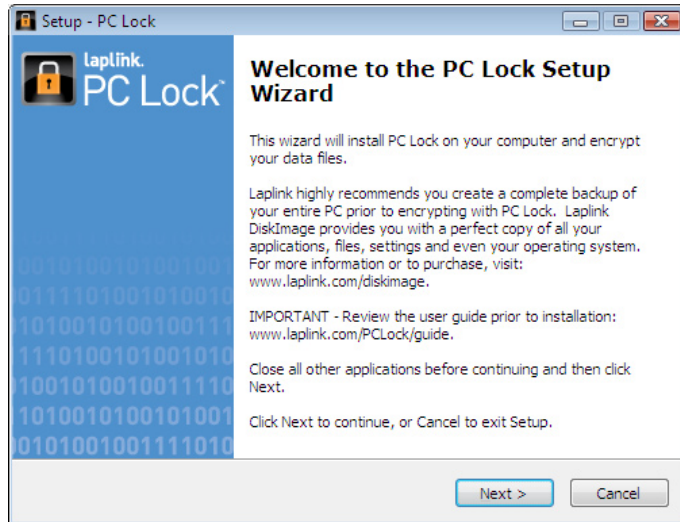 Setup - PC Lock
laplink.
PC Lock™
Welcome to the PC Lock Setup
Wizard
This wizard will install PC Lock on your computer and encrypt
your data files.
Laplink highly recommends you create a complete backup of
your entire PC prior to encrypting with PC Lock.  Laplink
DiskImage provides you with a perfect copy of all your
applications, files, settings and even your operating system.
For more information or to purchase, visit:
www.laplink.com/diskimage.
IMPORTANT - Review the user guide prior to installation:
www.laplink.com/PCLock/guide.
Close all other applications before continuing and then click
Next.
Click Next to continue, or Cancel to exit Setup.
Next >
Cancel